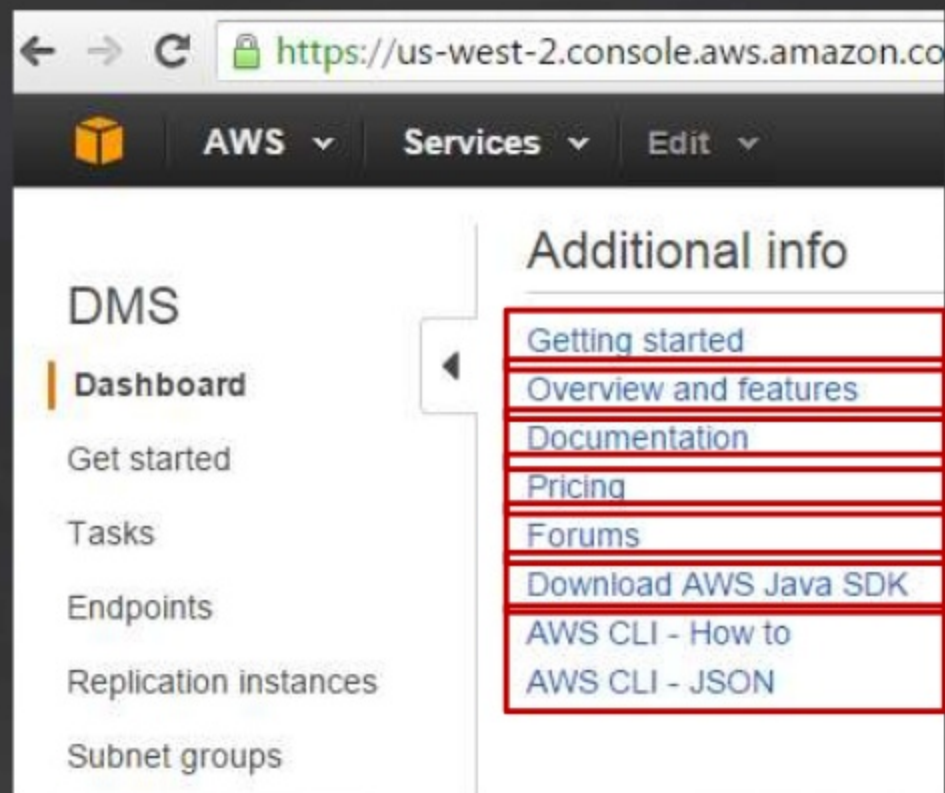 https://us-west-2.console.aws.amazon.co
AWS Services Edit
DMS
Dashboard
Get started
Tasks
Endpoints
Replication instances
Subnet groups
Additional info
Getting started
Overview and features
Documentation
Pricing
Forums
Download AWS Java SDK
AWS CLI - How to
AWS CLI - JSON